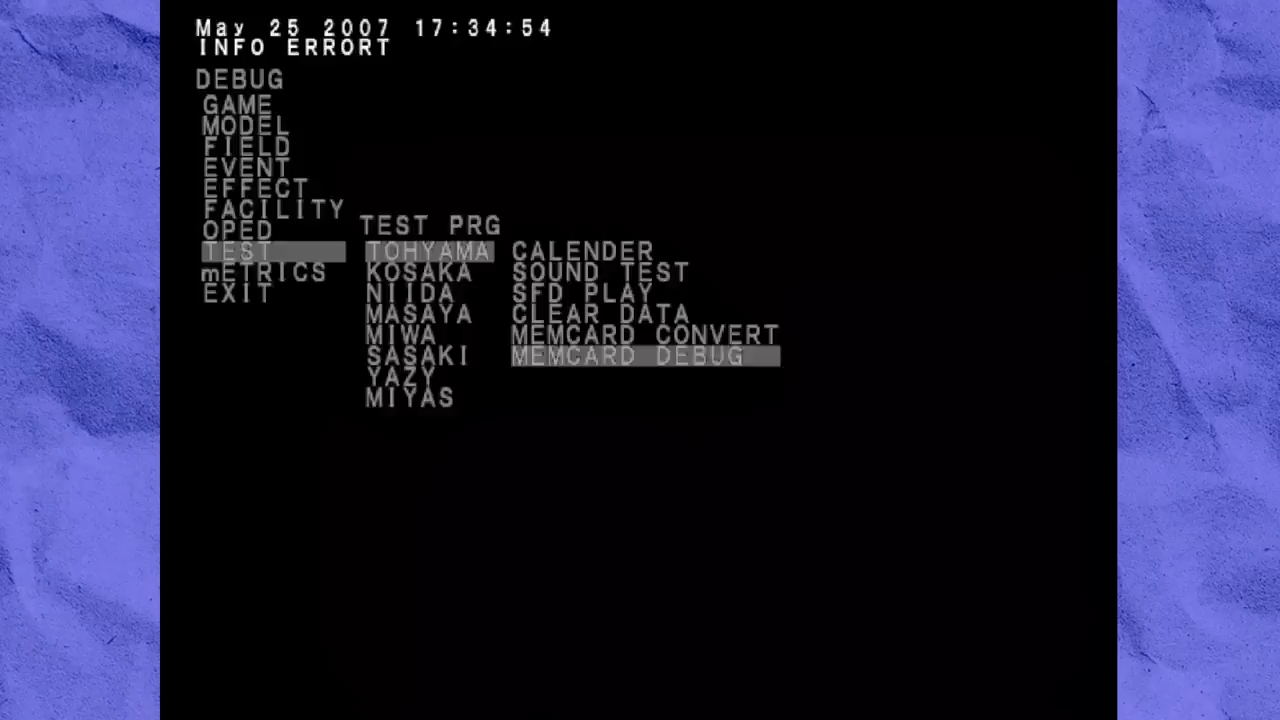 May 25 2007 17:34:54
INFO ERRORT
DEBUG
GAME
MODEL
FIELD
EVENT
EFFECT
FACILITY
OPED
TEST
mETRICS
EXIT
TEST PRG
TOHYAMA
KOSAKA
NIIDA
MASAYA
MIWA
SASAKI
YAZY
MIYAS
CALENDER
SOUND TEST
SFD PLAY
CLEAR DATA
MEMCARD CONVERT
MEMCARD DEBUG